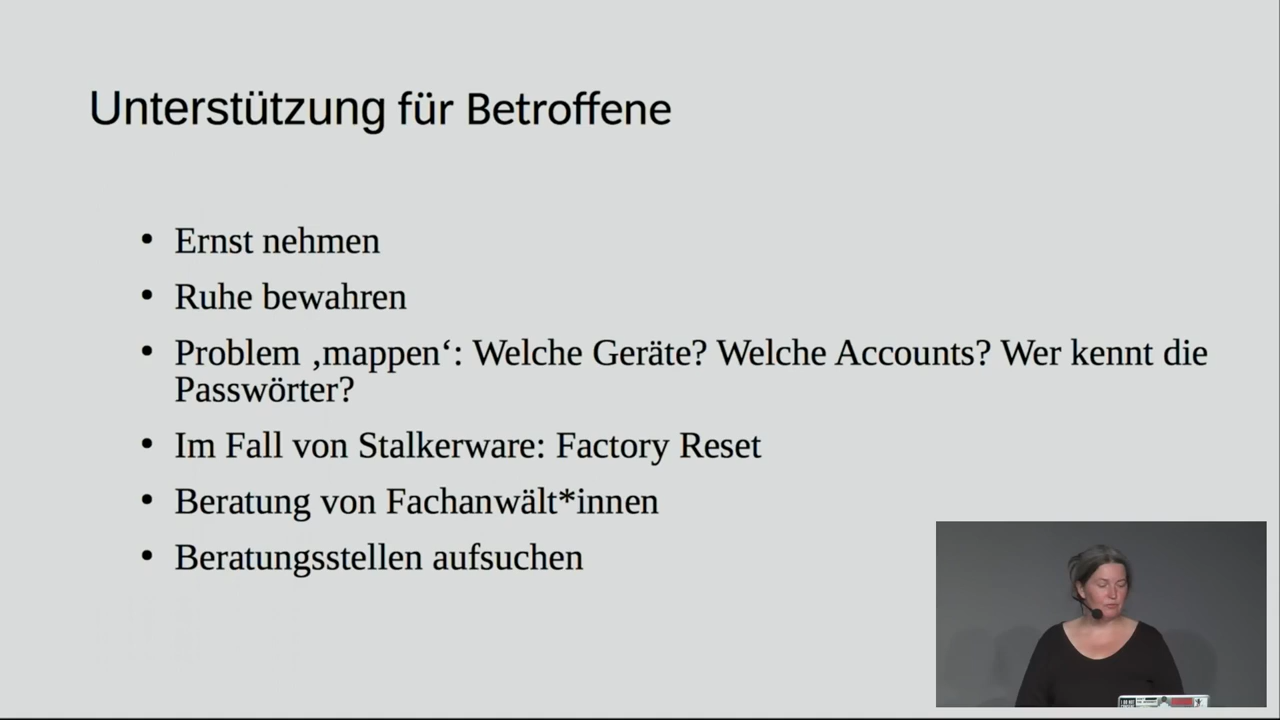 Unterstützung für Betroffene
• Ernst nehmen
• Ruhe bewahren
• Problem ‚mappen‘: Welche Geräte? Welche Accounts? Wer kennt die
Passwörter?
• Im Fall von Stalkerware: Factory Reset
• Beratung von Fachanwält*innen
• Beratungsstellen aufsuchen